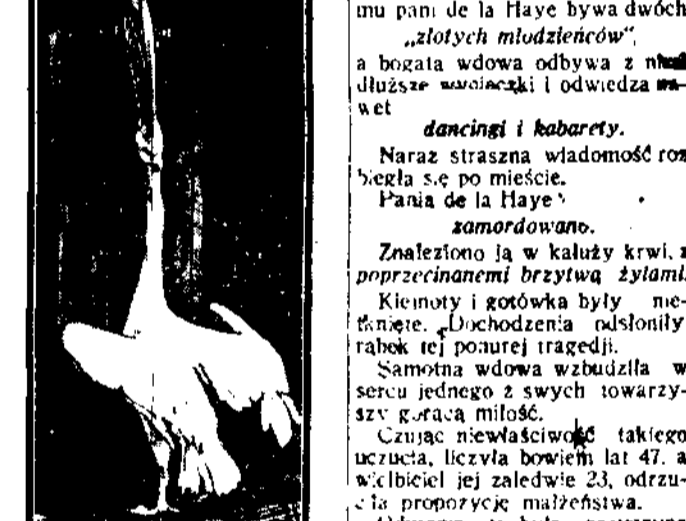 mu pani de la Haye bywa dwóch
„złotych młodzieńców",
a bogata wdowa odbywa z
dłuższe wycieczki i odwiedza
wet
dancingi i kabarety.
Naraz straszna wiadomość roz
biegła się po mieście.
Panią de la Haye
zamordowano.
Znaleziono ją w kałuży krwi, z
poprzecinanemi brzytwą żyłami.
Klejnoty i gotówka były nie-
tknięte. Dochodzenia odsłoniły
rąbek tej ponurej tragedji.
Samotna wdowa wzbudziła w
sercu jednego z swych towarzy-
szy gorącą miłość.
Czując niewłaściwość takiego
uczucia, liczyła bowiem lat 47, a
wielbiciel jej zaledwie 23, odrzu-
ciła propozycję małżeństwa.